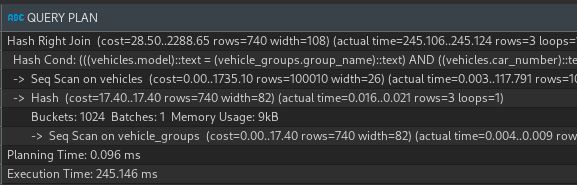 ABC QUERY PLAN
Hash Right Join (cost=28.50..2288.65 rows=740 width=108) (actual time=245.106..245.124 rows=3 loops=
Hash Cond: (((vehicles.model)::text = (vehicle_groups.group_name)::text) AND ((vehicles.car_number)::te
-> Seq Scan on vehicles (cost=0.00..1735.10 rows=100010 width=26) (actual time=0.003..117.791 rows=10
-> Hash (cost=17.40..17.40 rows=740 width=82) (actual time=0.016..0.021 rows=3 loops=1)
Buckets: 1024 Batches: 1 Memory Usage: 9kB
-> Seq Scan on vehicle_groups (cost=0.00..17.40 rows=740 width=82) (actual time=0.004..0.009 rows
Planning Time: 0.096 ms
Execution Time: 245.146 ms